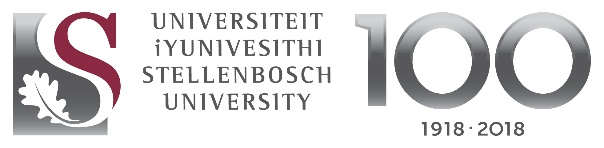 S
UNIVERSITEIT
iYUNIVESITHI
STELLENBOSCH
UNIVERSITY
100
1918 · 2018